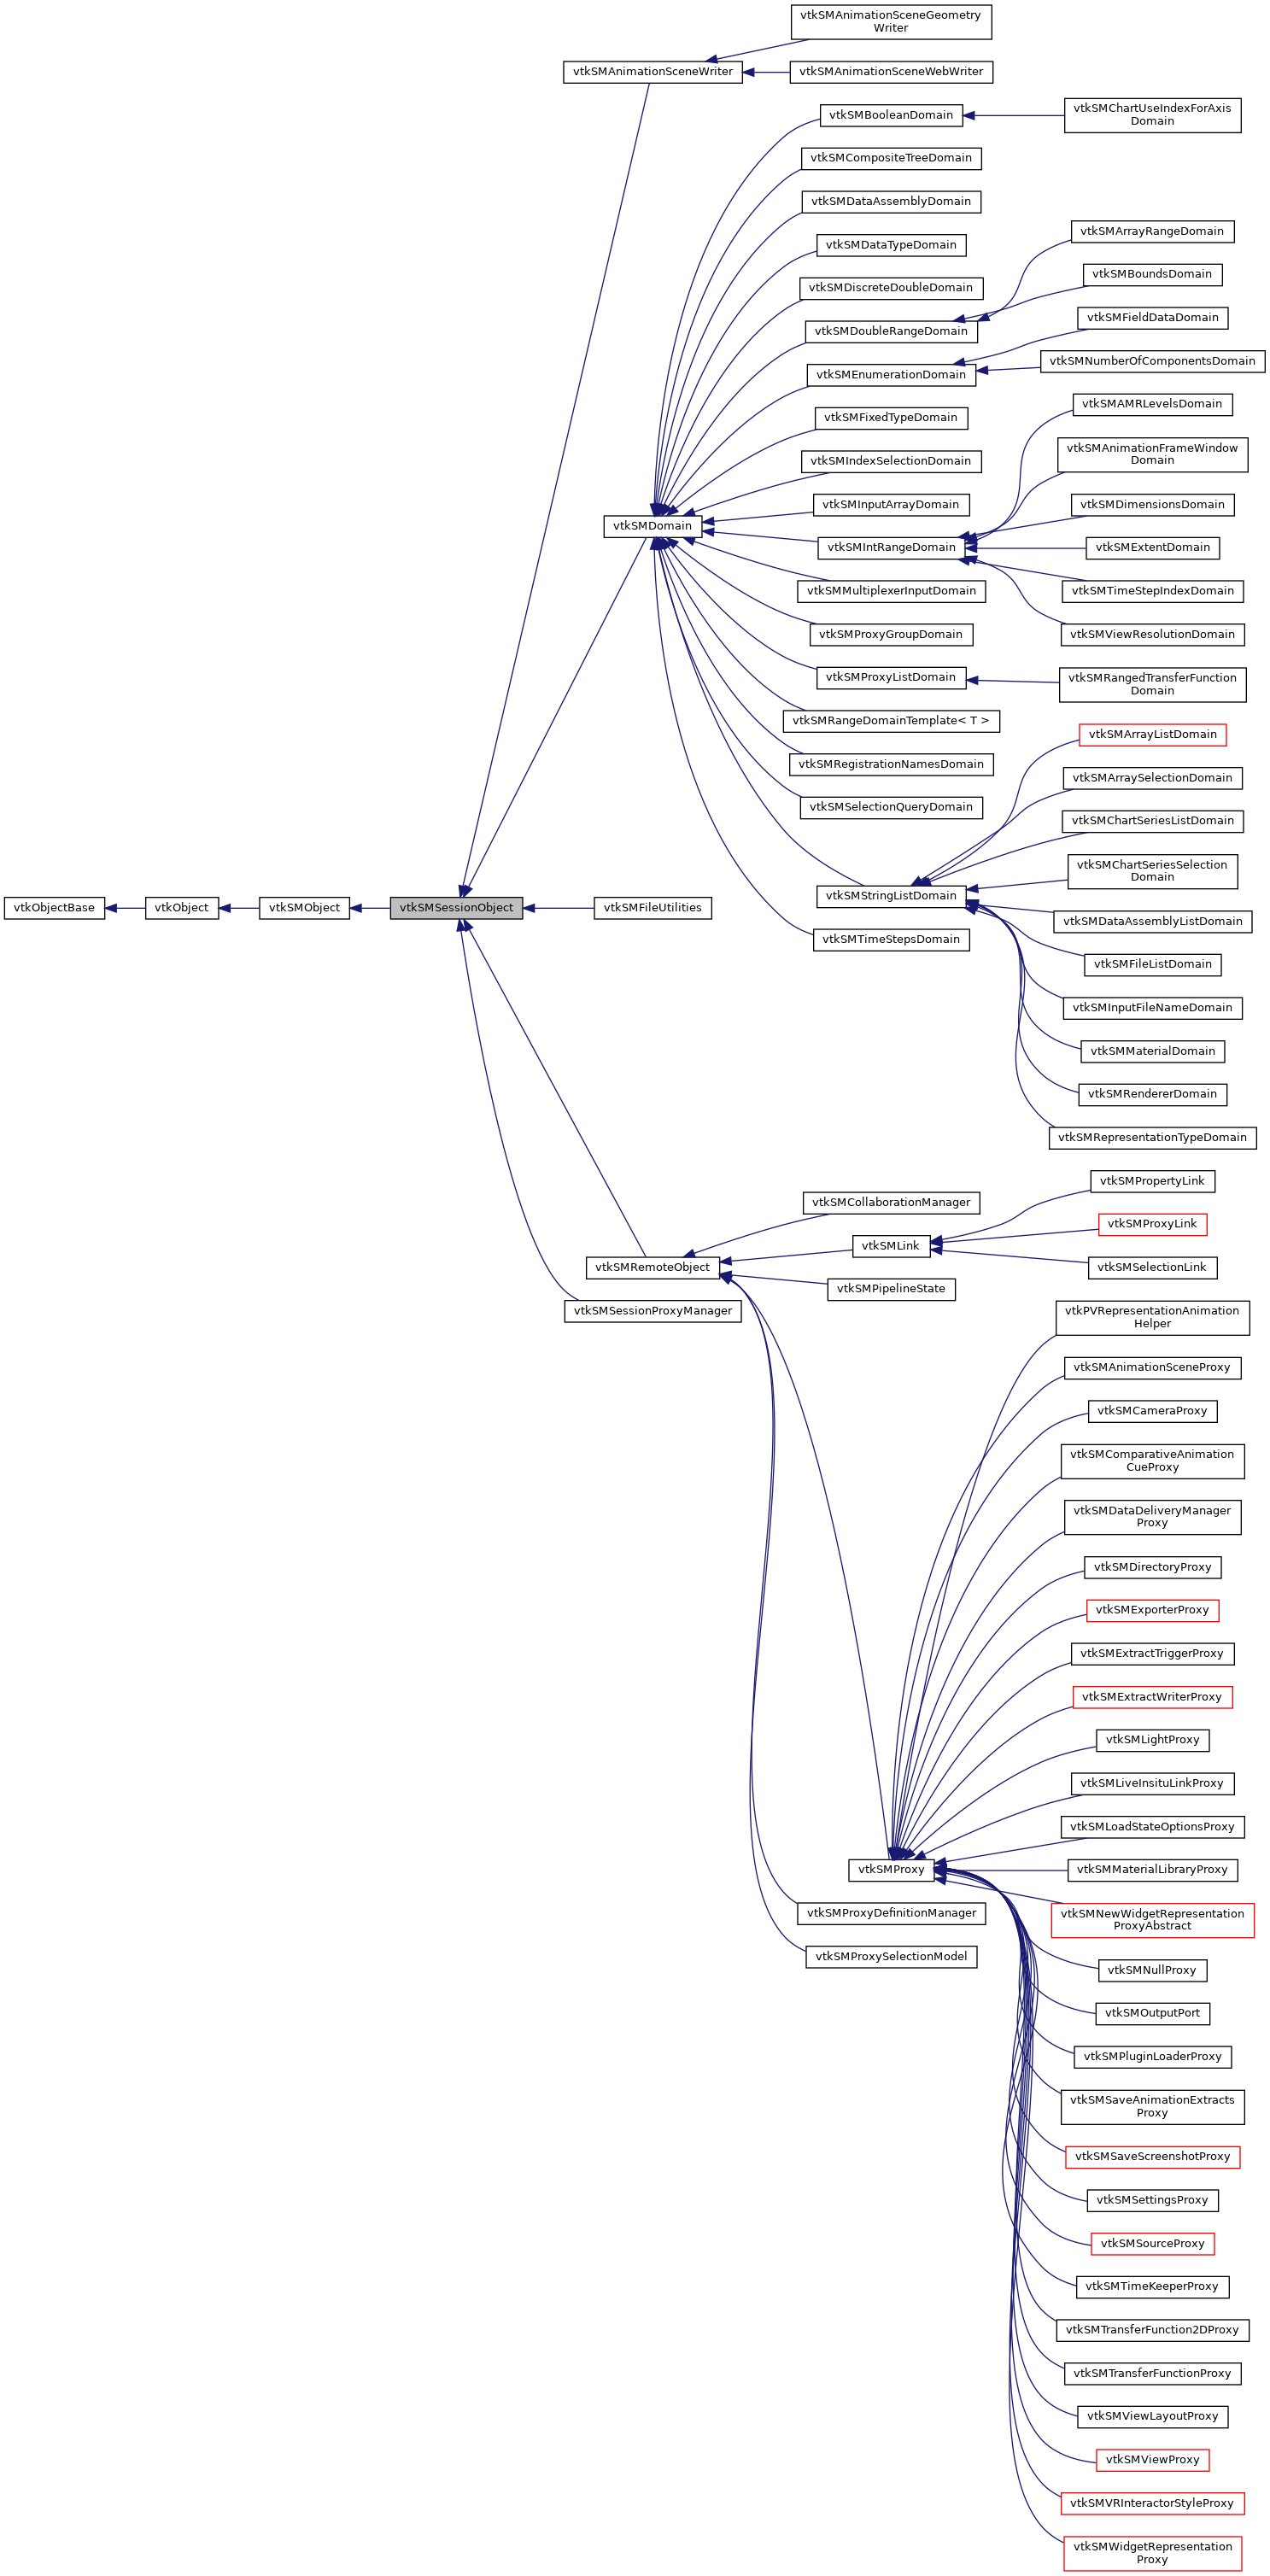 vtkSMAnimationSceneGeometry
Writer
vtkSMAnimationSceneWriter
vtkSMAnimationSceneWebWriter
vtkSMBooleanDomain
vtkSMChartUseIndexForAxis
Domain
vtkSMCompositeTreeDomain
vtkSMDataAssemblyDomain
vtkSMArrayRangeDomain
vtkSMDataTypeDomain
vtkSMBoundsDomain
vtkSMDiscreteDoubleDomain
vtkSMFieldDataDomain
vtkSMDoubleRangeDomain
vtkSMNumberOfComponentsDomain
vtkSMEnumerationDomain
vtkSMAMRLevelsDomain
vtkSMFixedTypeDomain
vtkSMAnimationFrameWindow
Domain
vtkSMIndexSelectionDomain
vtkSMInputArrayDomain
vtkSMDimensionsDomain
vtkSMDomain
vtkSMIntRangeDomain
vtkSMExtentDomain
vtkSMMultiplexerInputDomain
vtkSMTimeStepIndexDomain
vtkSMProxyGroupDomain
vtkSMViewResolutionDomain
vtkSMProxyListDomain
vtkSMRangedTransferFunction
Domain
vtkSMRangeDomainTemplate< T >
vtkSMArrayListDomain
vtkSMRegistrationNamesDomain
vtkSMArraySelectionDomain
vtkSMSelectionQueryDomain
vtkSMChartSeriesListDomain
vtkSMChartSeriesSelection
Domain
vtkSMStringListDomain
vtkObjectBase
vtkObject
vtkSMObject
vtkSMSessionObject
vtkSMFileUtilities
vtkSMDataAssemblyListDomain
vtkSMTimeStepsDomain
vtkSMFileListDomain
vtkSMInputFileNameDomain
vtkSMMaterialDomain
vtkSMRendererDomain
vtkSMRepresentationTypeDomain
vtkSMPropertyLink
vtkSMCollaborationManager
vtkSMProxyLink
vtkSMLink
vtkSMRemoteObject
vtkSMSelectionLink
vtkSMPipelineState
vtkSMSessionProxyManager
vtkPVRepresentationAnimation
Helper
vtkSMAnimationSceneProxy
vtkSMCameraProxy
vtkSMComparativeAnimation
CueProxy
vtkSMDataDeliveryManager
Proxy
vtkSMDirectoryProxy
vtkSMExporterProxy
vtkSMExtractTriggerProxy
vtkSMExtractWriterProxy
vtkSMLightProxy
vtkSMLiveInsituLinkProxy
vtkSMLoadStateOptionsProxy
vtkSMProxy
vtkSMMaterialLibraryProxy
vtkSMProxyDefinitionManager
vtkSMNewWidgetRepresentation
ProxyAbstract
vtkSMProxySelectionModel
vtkSMNullProxy
vtkSMOutputPort
vtkSMPluginLoaderProxy
vtkSMSaveAnimationExtracts
Proxy
vtkSMSaveScreenshotProxy
vtkSMSettingsProxy
vtkSMSourceProxy
vtkSMTimeKeeperProxy
vtkSMTransferFunction2DProxy
vtkSMTransferFunctionProxy
vtkSMViewLayoutProxy
vtkSMViewProxy
vtkSMVRInteractorStyleProxy
vtkSMWidgetRepresentation
Proxy